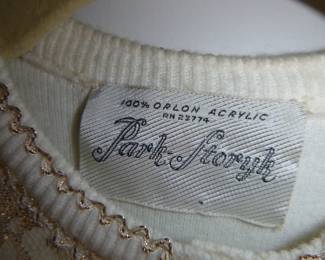 100% ORLON ACRYLIC
RN 22774
Park-Storyk